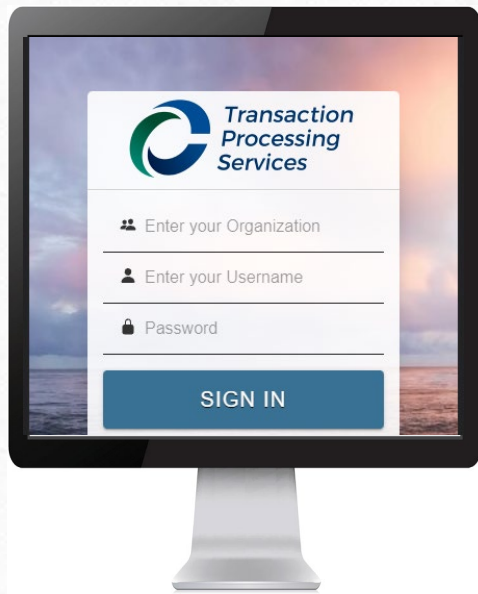 Transaction
Processing
Services
Enter your Organization
Enter your Username
Password
SIGN IN